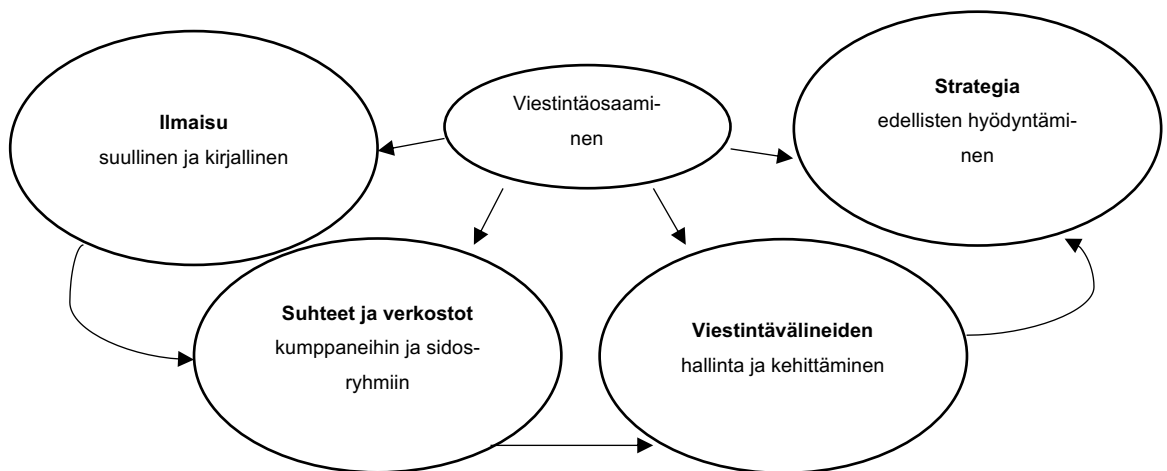 Ilmaisu
suullinen ja kirjallinen
Viestintäosaami-
nen
Strategia
edellisten hyödyntämi-
nen
Suhteet ja verkostot
kumppaneihin ja sidos-
ryhmiin
Viestintävälineiden
hallinta ja kehittäminen